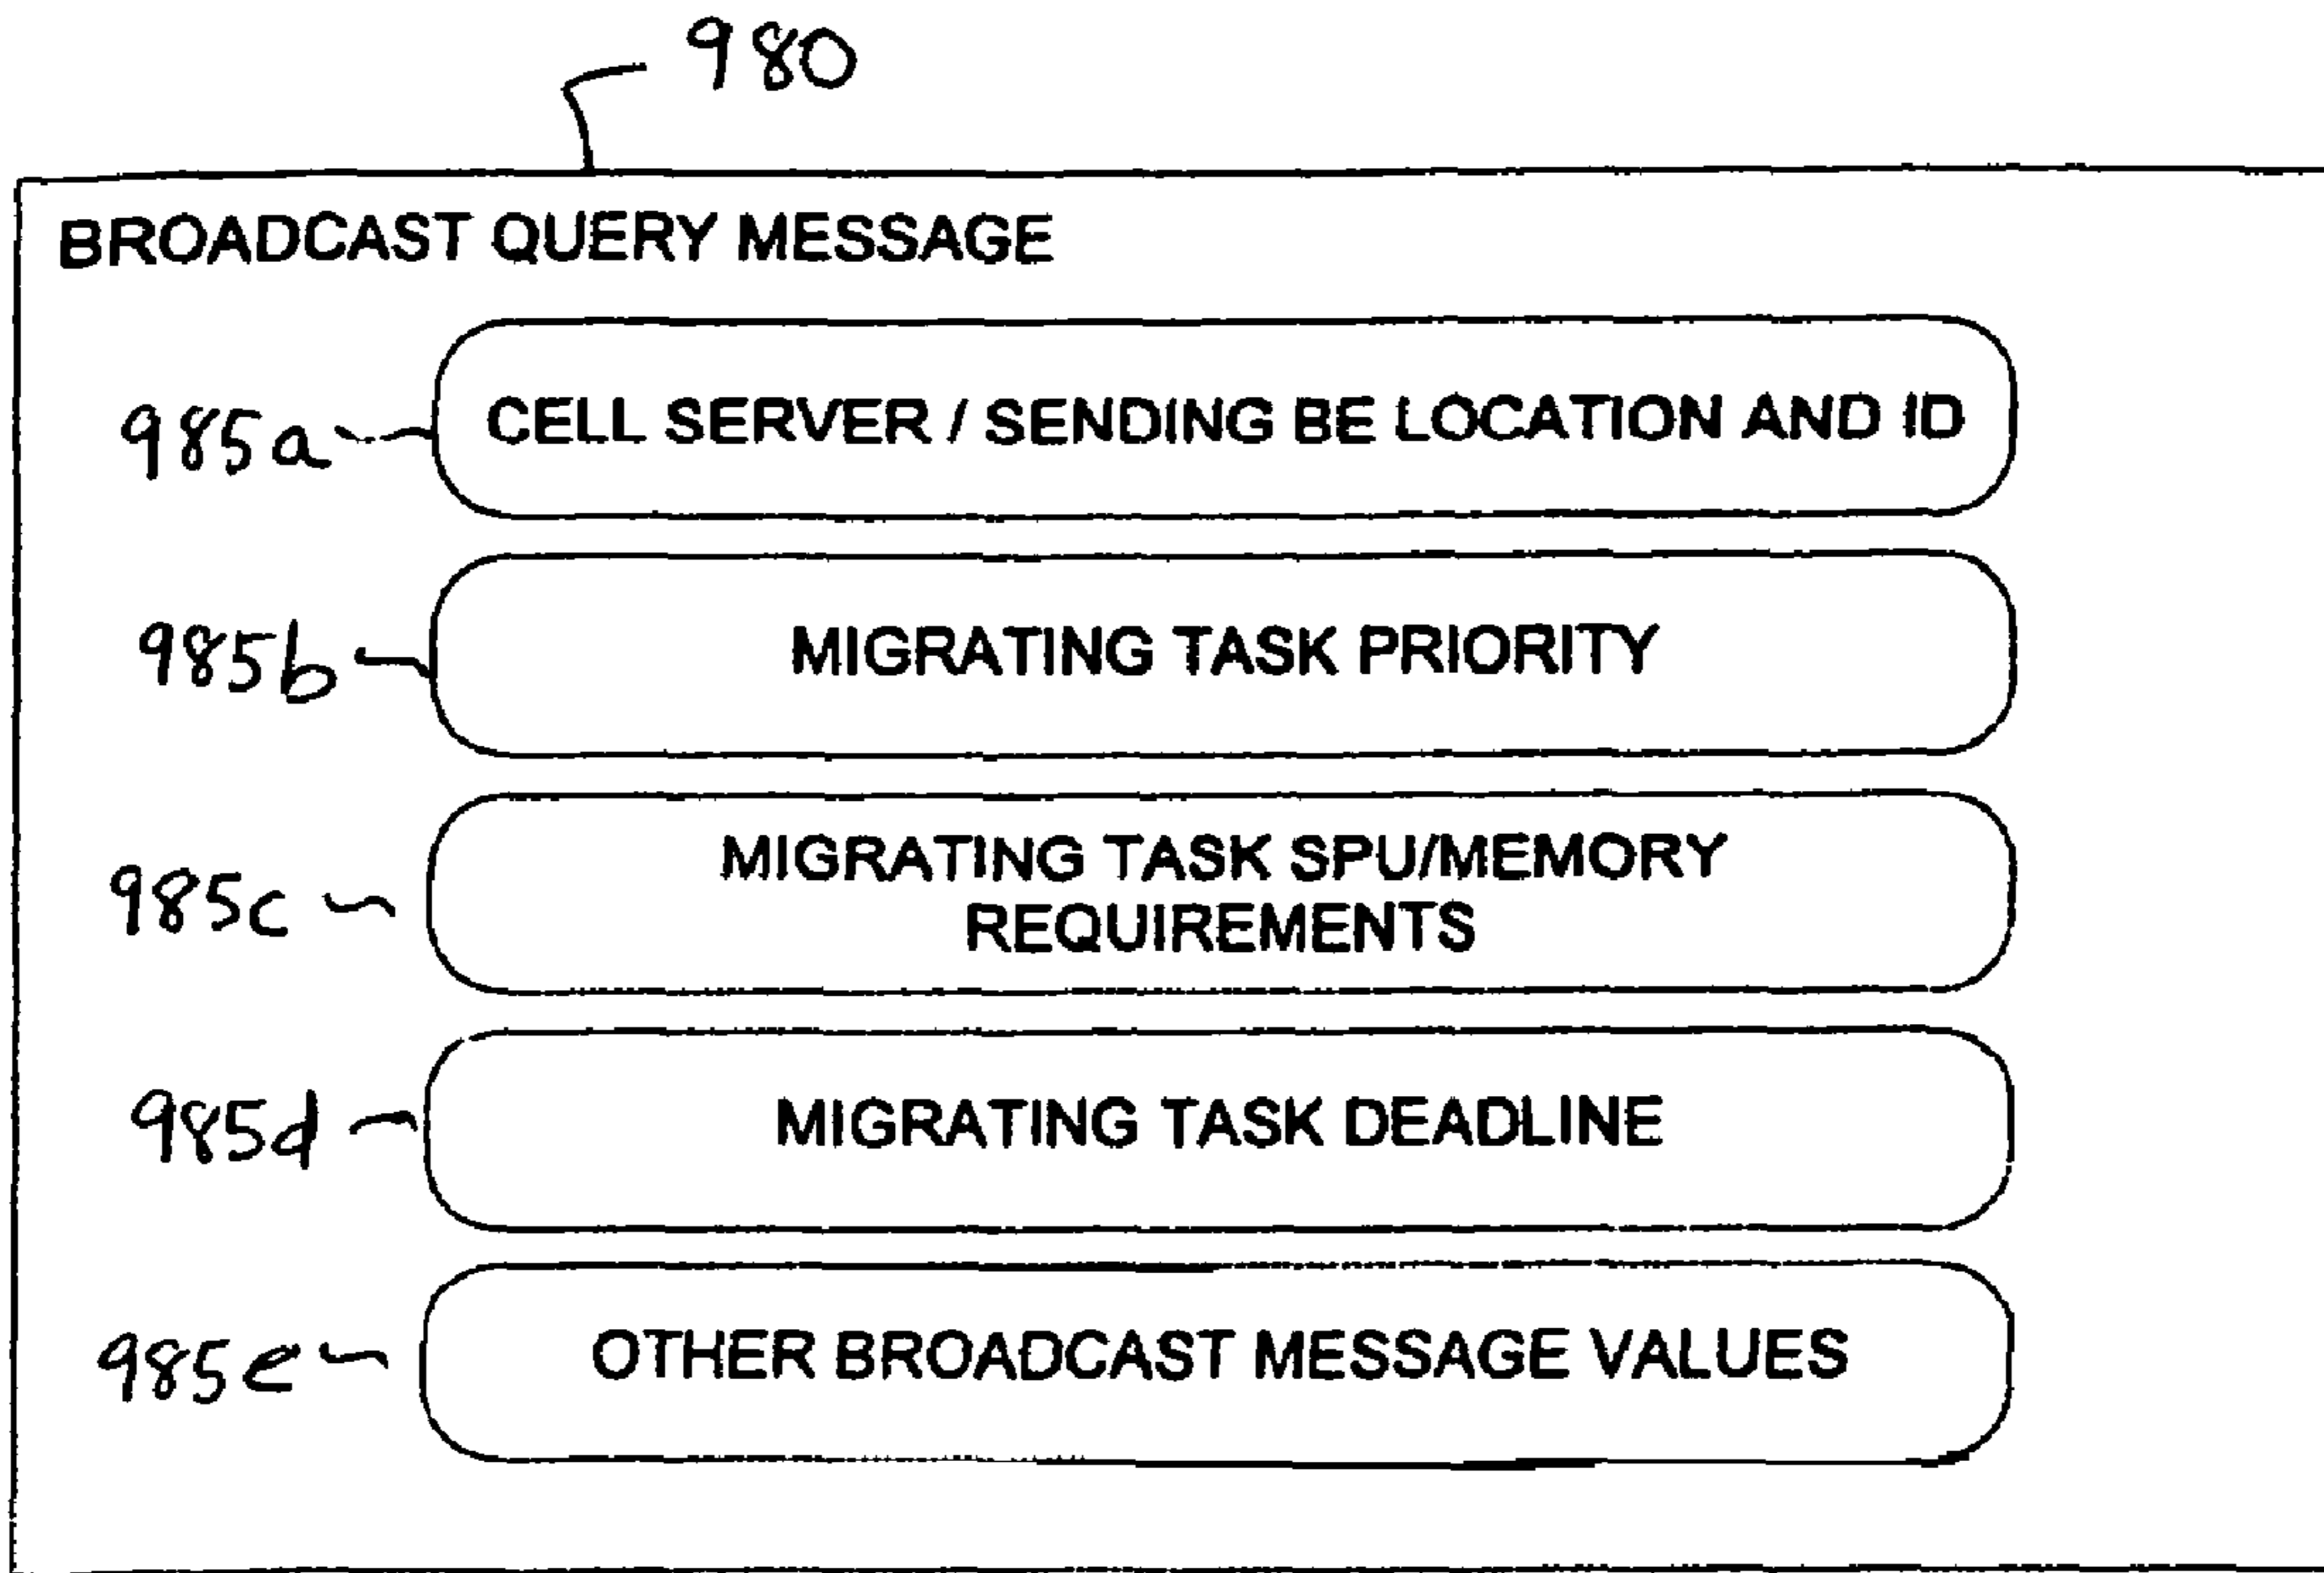 980
BROADCAST QUERY MESSAGE
985a
CELL SERVER / SENDING BE LOCATION AND ID
985b
MIGRATING TASK PRIORITY
985c
MIGRATING TASK SPU/MEMORY
REQUIREMENTS
985d
MIGRATING TASK DEADLINE
985e
OTHER BROADCAST MESSAGE VALUES